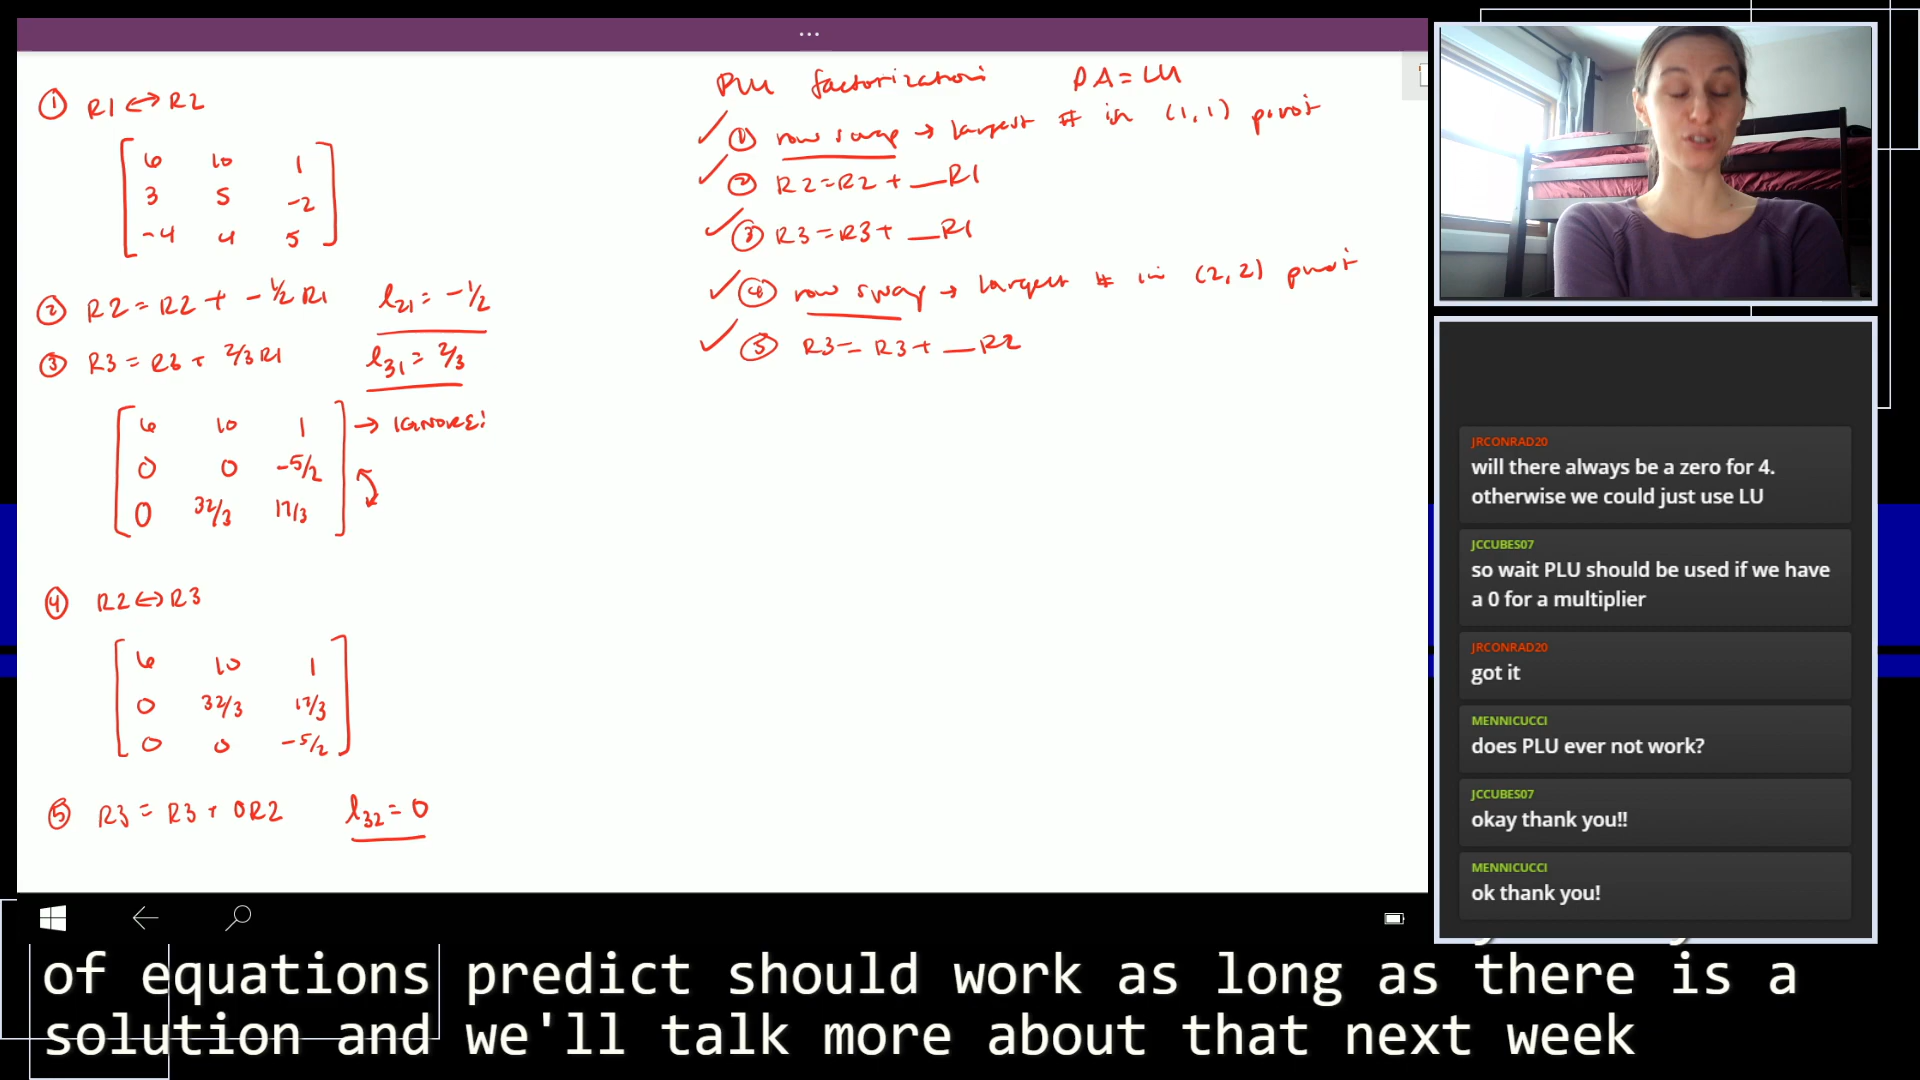 ...
① R1 ↔ R2
6 10 1
3 5 -2
-4 4 5
② R2 = R2 + -1/2 R1 l21 = -1/2
③ R3 = R3 + 2/3 R1 l31 = 2/3
6 10 1 → IGNORE!
0 0 -5/2
0 32/3 17/3
④ R2 ↔ R3
6 10 1
0 32/3 17/3
0 0 -5/2
⑤ R3 = R3 + 0R2 l32 = 0
PLU factorization PA = LU
✓ ① row swap → largest # in (1,1) pivot
✓ ② R2 = R2 + __R1
✓ ③ R3 = R3 + __R1
✓ ④ row swap → largest # in (2,2) pivot
✓ ⑤ R3 = R3 + __R2
JRCONRAD20
will there always be a zero for 4.
otherwise we could just use LU
JCCUBES07
so wait PLU should be used if we have
a 0 for a multiplier
JRCONRAD20
got it
MENNICUCCI
does PLU ever not work?
JCCUBES07
okay thank you!!
MENNICUCCI
ok thank you!
of equations predict should work as long as there is a
solution and we'll talk more about that next week